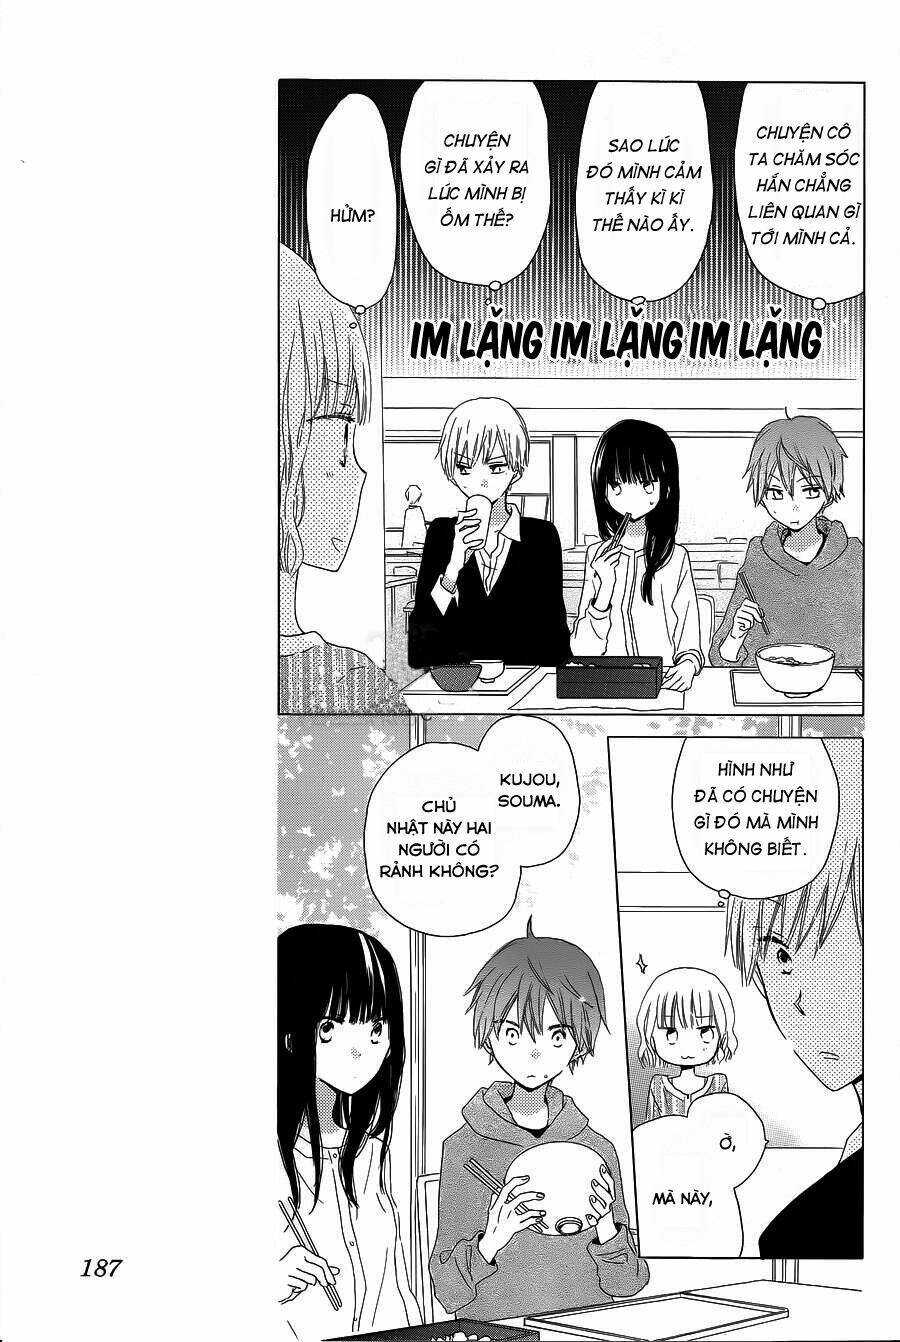 CHUYỆN CÔ
TA CHĂM SÓC
HẮN CHẲNG
LIÊN QUAN GÌ
TỚI MÌNH CẢ.
SAO LÚC
ĐÓ MÌNH CẢM
THẤY KÌ KÌ
THẾ NÀO ẤY.
CHUYỆN
GÌ ĐÃ XẢY RA
LÚC MÌNH BỊ
ỐM THẾ?
HỬM?
IM LẶNG IM LẶNG IM LẶNG
HÌNH NHƯ
ĐÃ CÓ CHUYỆN
GÌ ĐÓ MÀ MÌNH
KHÔNG BIẾT.
Ờ,
MÀ NÀY,
KUJOU,
SOUMA.
CHỦ
NHẬT NÀY HAI
NGƯỜI CÓ
RẢNH KHÔNG?
187